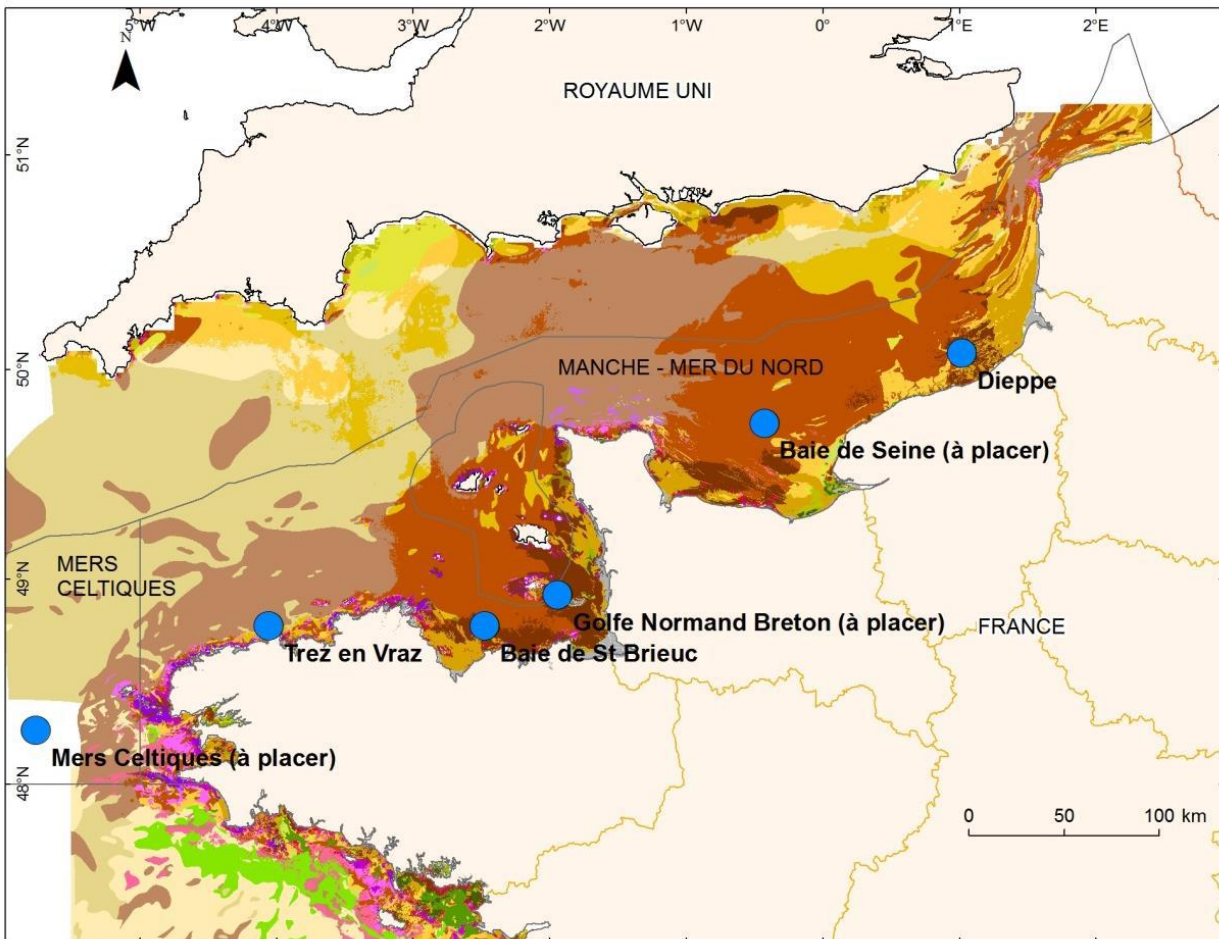 5°W 4°W 3°W 2°W 1°W 0° 1°E 2°E
N
ROYAUME UNI
51°N
50°N
MANCHE - MER DU NORD
Dieppe
Baie de Seine (à placer)
49°N
MERS
CELTIQUES
Golfe Normand Breton (à placer)
FRANCE
Trez en Vraz
Baie de St Brieuc
Mers Celtiques (à placer)
48°N
0 50 100 km